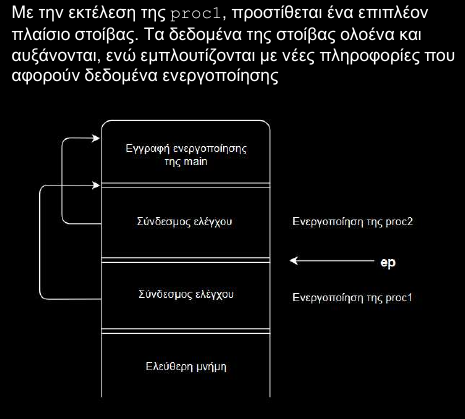 Με την εκτέλεση της proc1, προστίθεται ένα επιπλέον
πλαίσιο στοίβας. Τα δεδομένα της στοίβας ολοένα και
αυξάνονται, ενώ εμπλουτίζονται με νέες πληροφορίες που
αφορούν δεδομένα ενεργοποίησης
Εγγραφή ενεργοποίησης
της main
Σύνδεσμος ελέγχου
Ενεργοποίηση της proc2
ep
Σύνδεσμος ελέγχου
Ενεργοποίηση της proc1
Ελεύθερη μνήμη